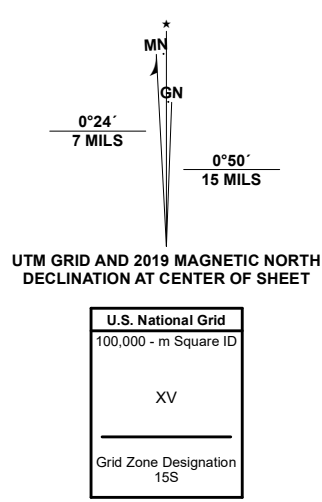 MN
GN
0°24´
7 MILS
0°50´
15 MILS
UTM GRID AND 2019 MAGNETIC NORTH
DECLINATION AT CENTER OF SHEET
U.S. National Grid
100,000 - m Square ID
XV
Grid Zone Designation
15S